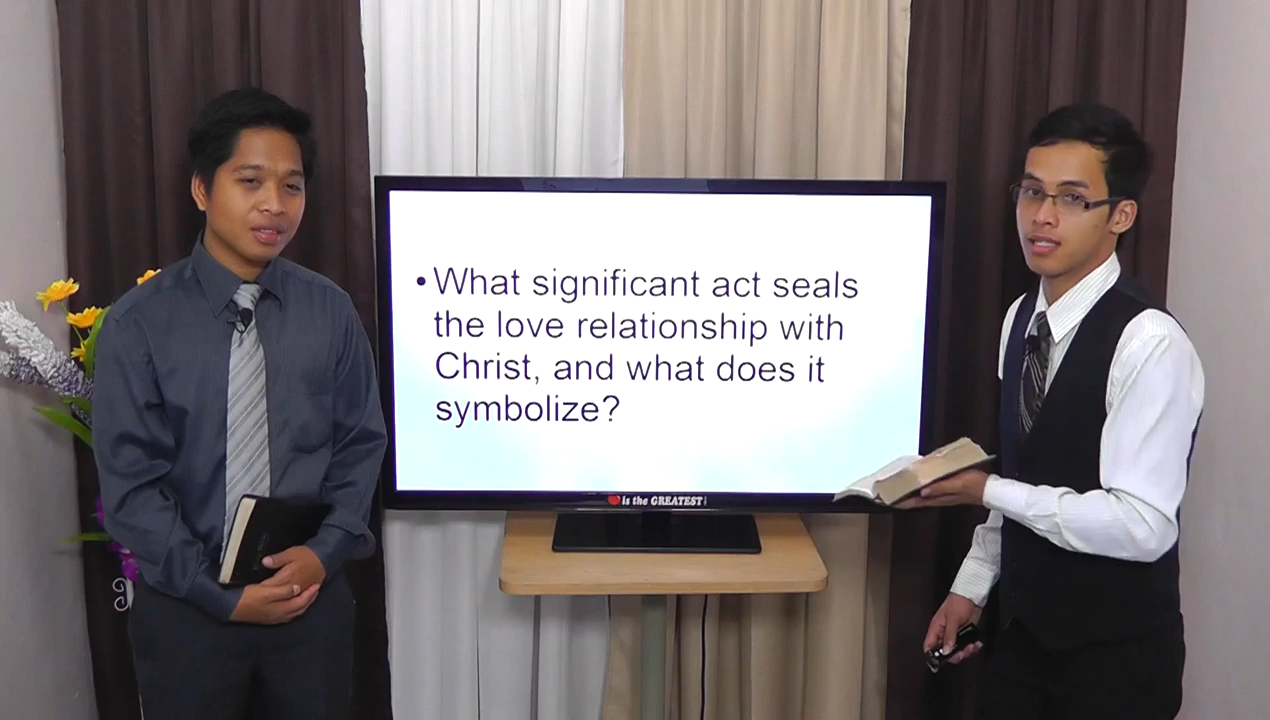 • What significant act seals
the love relationship with
Christ, and what does it
symbolize?
is the GREATEST!